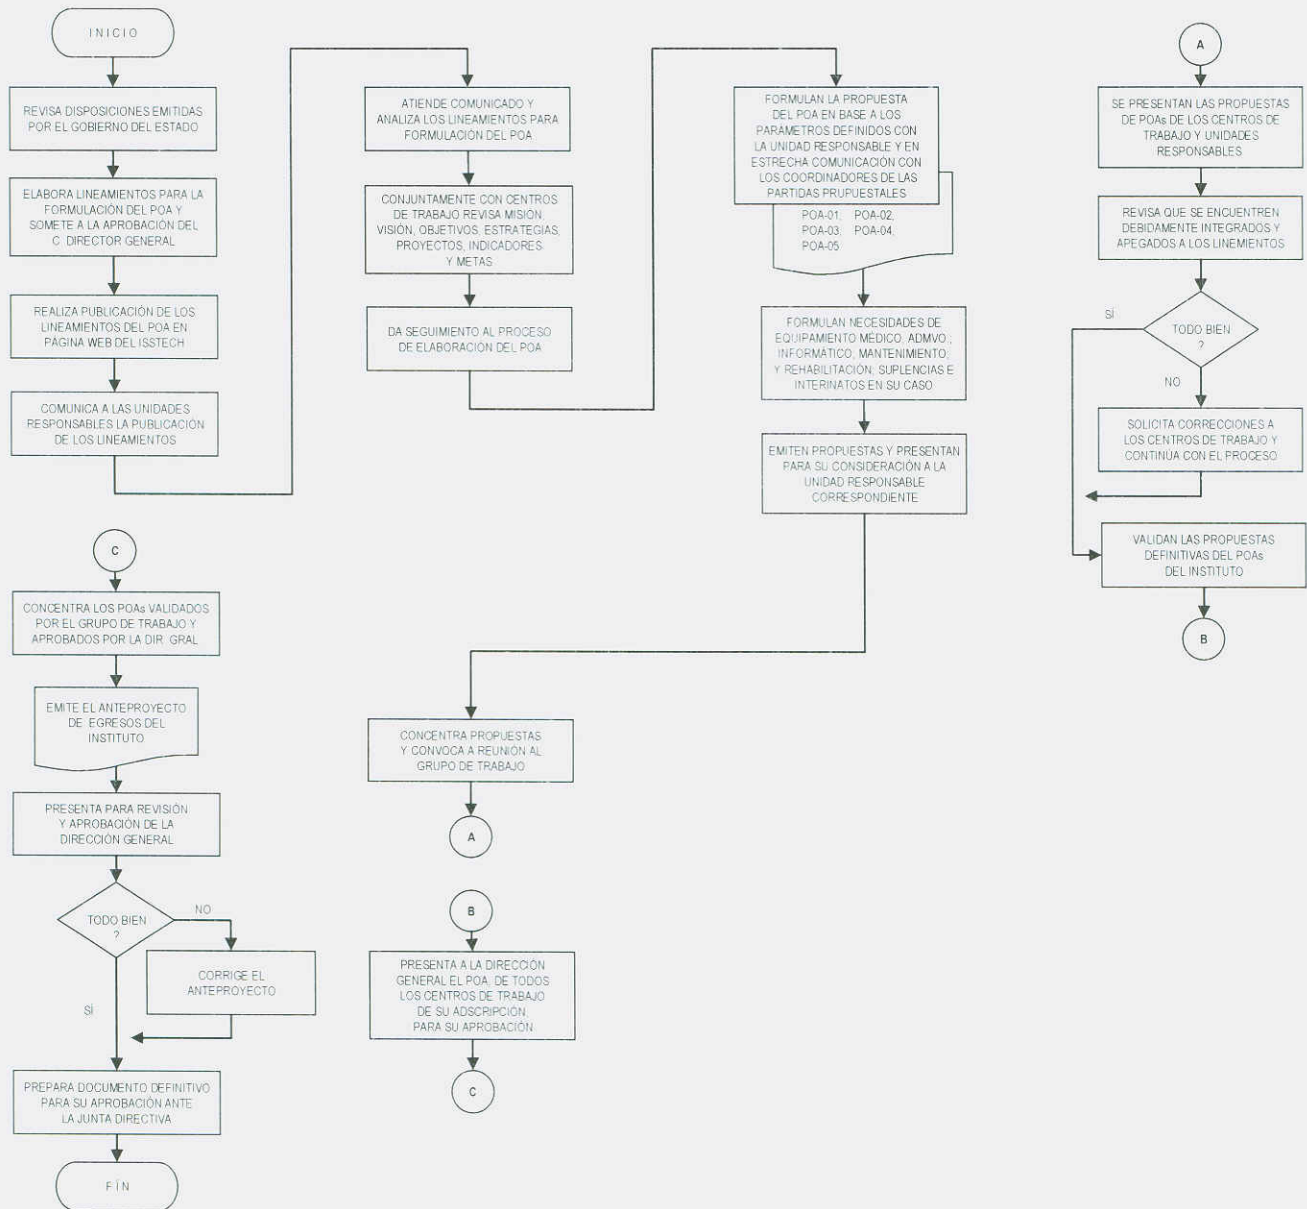 INICIO
REVISA DISPOSICIONES EMITIDAS
POR EL GOBIERNO DEL ESTADO
ELABORA LINEAMIENTOS PARA LA
FORMULACIÓN DEL POA Y
SOMETE A LA APROBACIÓN DEL
C. DIRECTOR GENERAL
REALIZA PUBLICACIÓN DE LOS
LINEAMIENTOS DEL POA EN
PÁGINA WEB DEL ISSTECH
COMUNICA A LAS UNIDADES
RESPONSABLES LA PUBLICACIÓN
DE LOS LINEAMIENTOS
ATIENDE COMUNICADO Y
ANALIZA LOS LINEAMIENTOS PARA
FORMULACIÓN DEL POA
CONJUNTAMENTE CON CENTROS
DE TRABAJO REVISA MISIÓN
VISIÓN, OBJETIVOS, ESTRATEGIAS,
PROYECTOS, INDICADORES
Y METAS
DA SEGUIMIENTO AL PROCESO
DE ELABORACIÓN DEL POA
FORMULAN LA PROPUESTA
DEL POA EN BASE A LOS
PARAMETROS DEFINIDOS CON
LA UNIDAD RESPONSABLE Y EN
ESTRECHA COMUNICACIÓN CON
LOS COORDINADORES DE LAS
PARTIDAS PRUPUESTALES
POA-01, POA-02,
POA-03, POA-04,
POA-05
FORMULAN NECESIDADES DE
EQUIPAMIENTO MÉDICO, ADMVO.,
INFORMÁTICO, MANTENIMIENTO,
Y REHABILITACIÓN; SUPLENCIAS E
INTERINATOS EN SU CASO
EMITEN PROPUESTAS Y PRESENTAN
PARA SU CONSIDERACIÓN A LA
UNIDAD RESPONSABLE
CORRESPONDIENTE
CONCENTRA PROPUESTAS
Y CONVOCA A REUNIÓN AL
GRUPO DE TRABAJO
A
A
SE PRESENTAN LAS PROPUESTAS
DE POAs DE LOS CENTROS DE
TRABAJO Y UNIDADES
RESPONSABLES
REVISA QUE SE ENCUENTREN
DEBIDAMENTE INTEGRADOS Y
APEGADOS A LOS LINEMIENTOS
TODO BIEN
?
SÍ
NO
SOLICITA CORRECCIONES A
LOS CENTROS DE TRABAJO Y
CONTINÚA CON EL PROCESO
VALIDAN LAS PROPUESTAS
DEFINITIVAS DEL POAs
DEL INSTITUTO
B
B
PRESENTA A LA DIRECCIÓN
GENERAL EL POA, DE TODOS
LOS CENTROS DE TRABAJO
DE SU ADSCRIPCIÓN,
PARA SU APROBACIÓN
C
C
CONCENTRA LOS POAs VALIDADOS
POR EL GRUPO DE TRABAJO Y
APROBADOS POR LA DIR. GRAL
EMITE EL ANTEPROYECTO
DE EGRESOS DEL
INSTITUTO
PRESENTA PARA REVISIÓN
Y APROBACIÓN DE LA
DIRECCIÓN GENERAL
TODO BIEN
?
NO
CORRIGE EL
ANTEPROYECTO
SÍ
PREPARA DOCUMENTO DEFINITIVO
PARA SU APROBACIÓN ANTE
LA JUNTA DIRECTIVA
FÍN